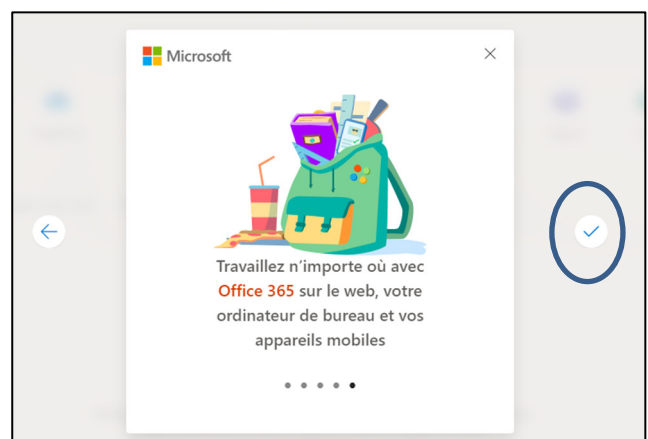 Microsoft
Travaillez n'importe où avec
Office 365 sur le web, votre
ordinateur de bureau et vos
appareils mobiles